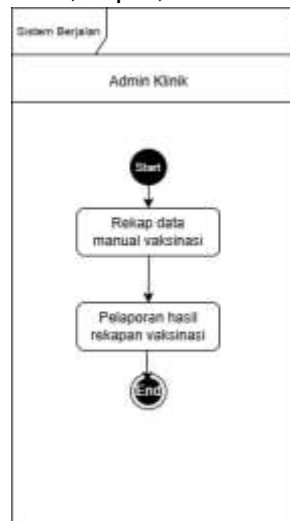 Sistem Berjalan
Admin Klinik
Start
Rekap data
manual vaksinasi
Pelaporan hasil
rekapan vaksinasi
End